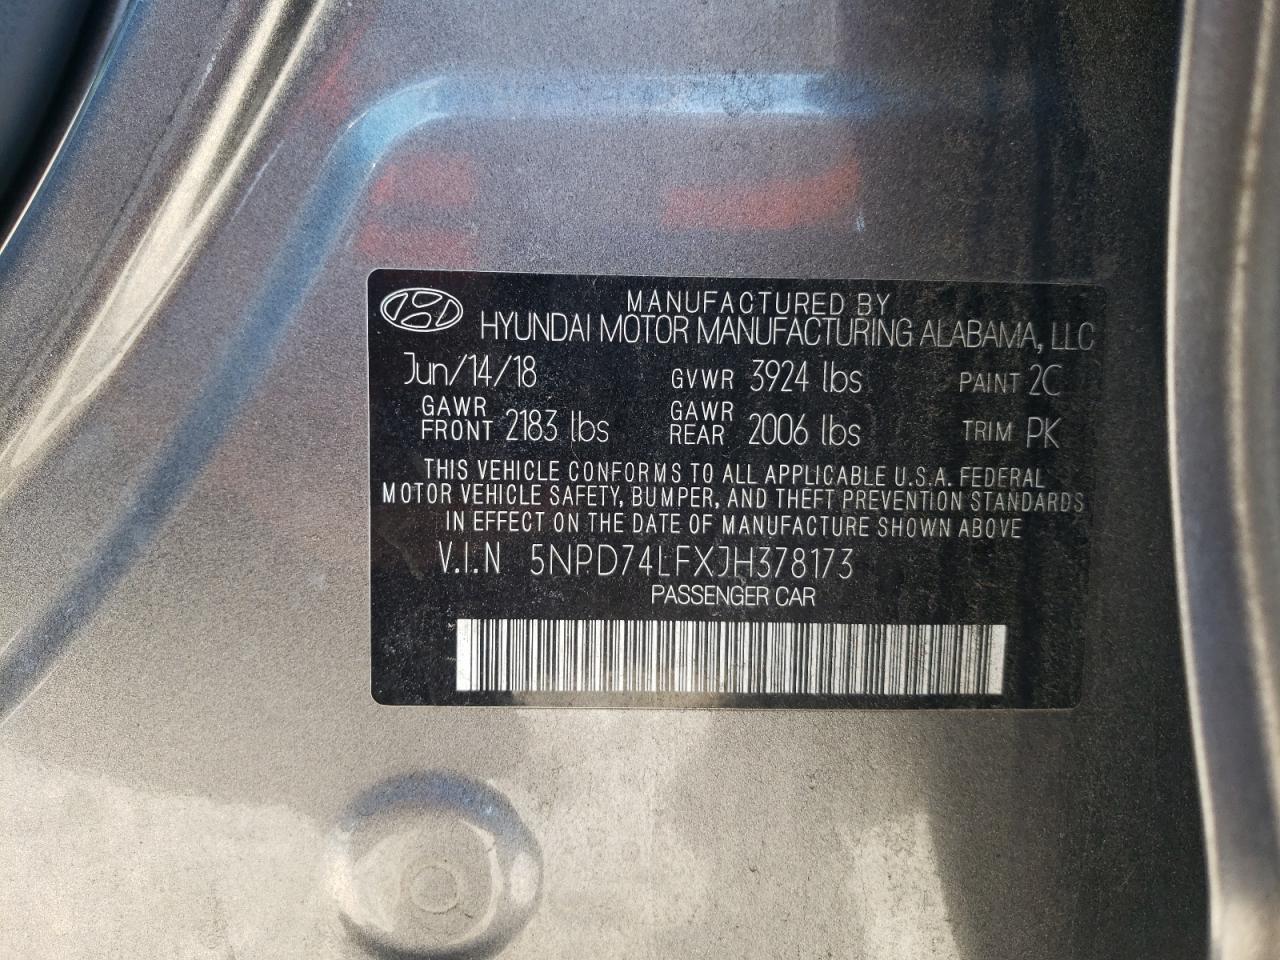 MANUFACTURED BY
HYUNDAI MOTOR MANUFACTURING ALABAMA, LLC
Jun/14/18 GVWR 3924 lbs PAINT 2C
GAWR FRONT 2183 lbs GAWR REAR 2006 lbs TRIM PK
THIS VEHICLE CONFORMS TO ALL APPLICABLE U.S.A. FEDERAL
MOTOR VEHICLE SAFETY, BUMPER, AND THEFT PREVENTION STANDARDS
IN EFFECT ON THE DATE OF MANUFACTURE SHOWN ABOVE
V.I.N 5NPD74LFXJH378173
PASSENGER CAR